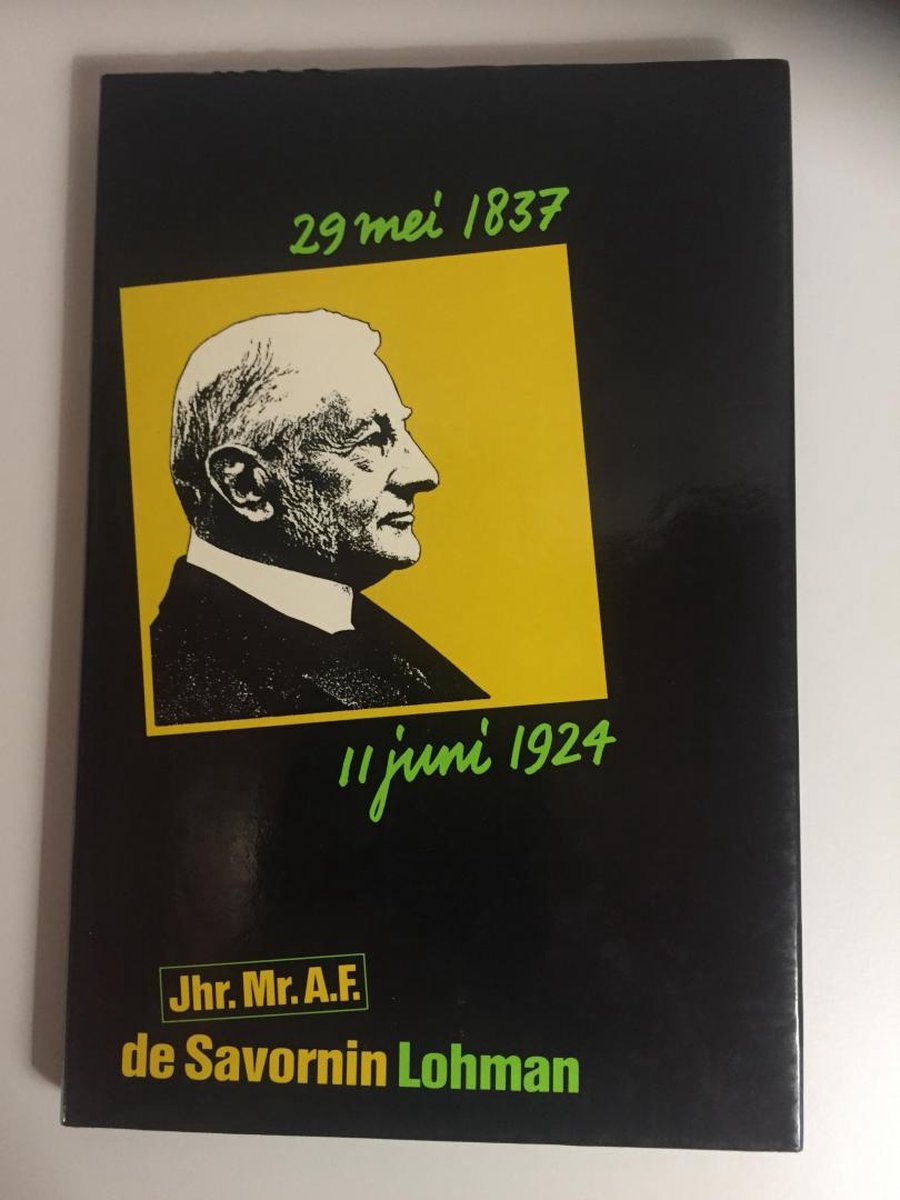 29 mei 1837
11 juni 1924
Jhr. Mr. A.F.
de Savornin Lohman